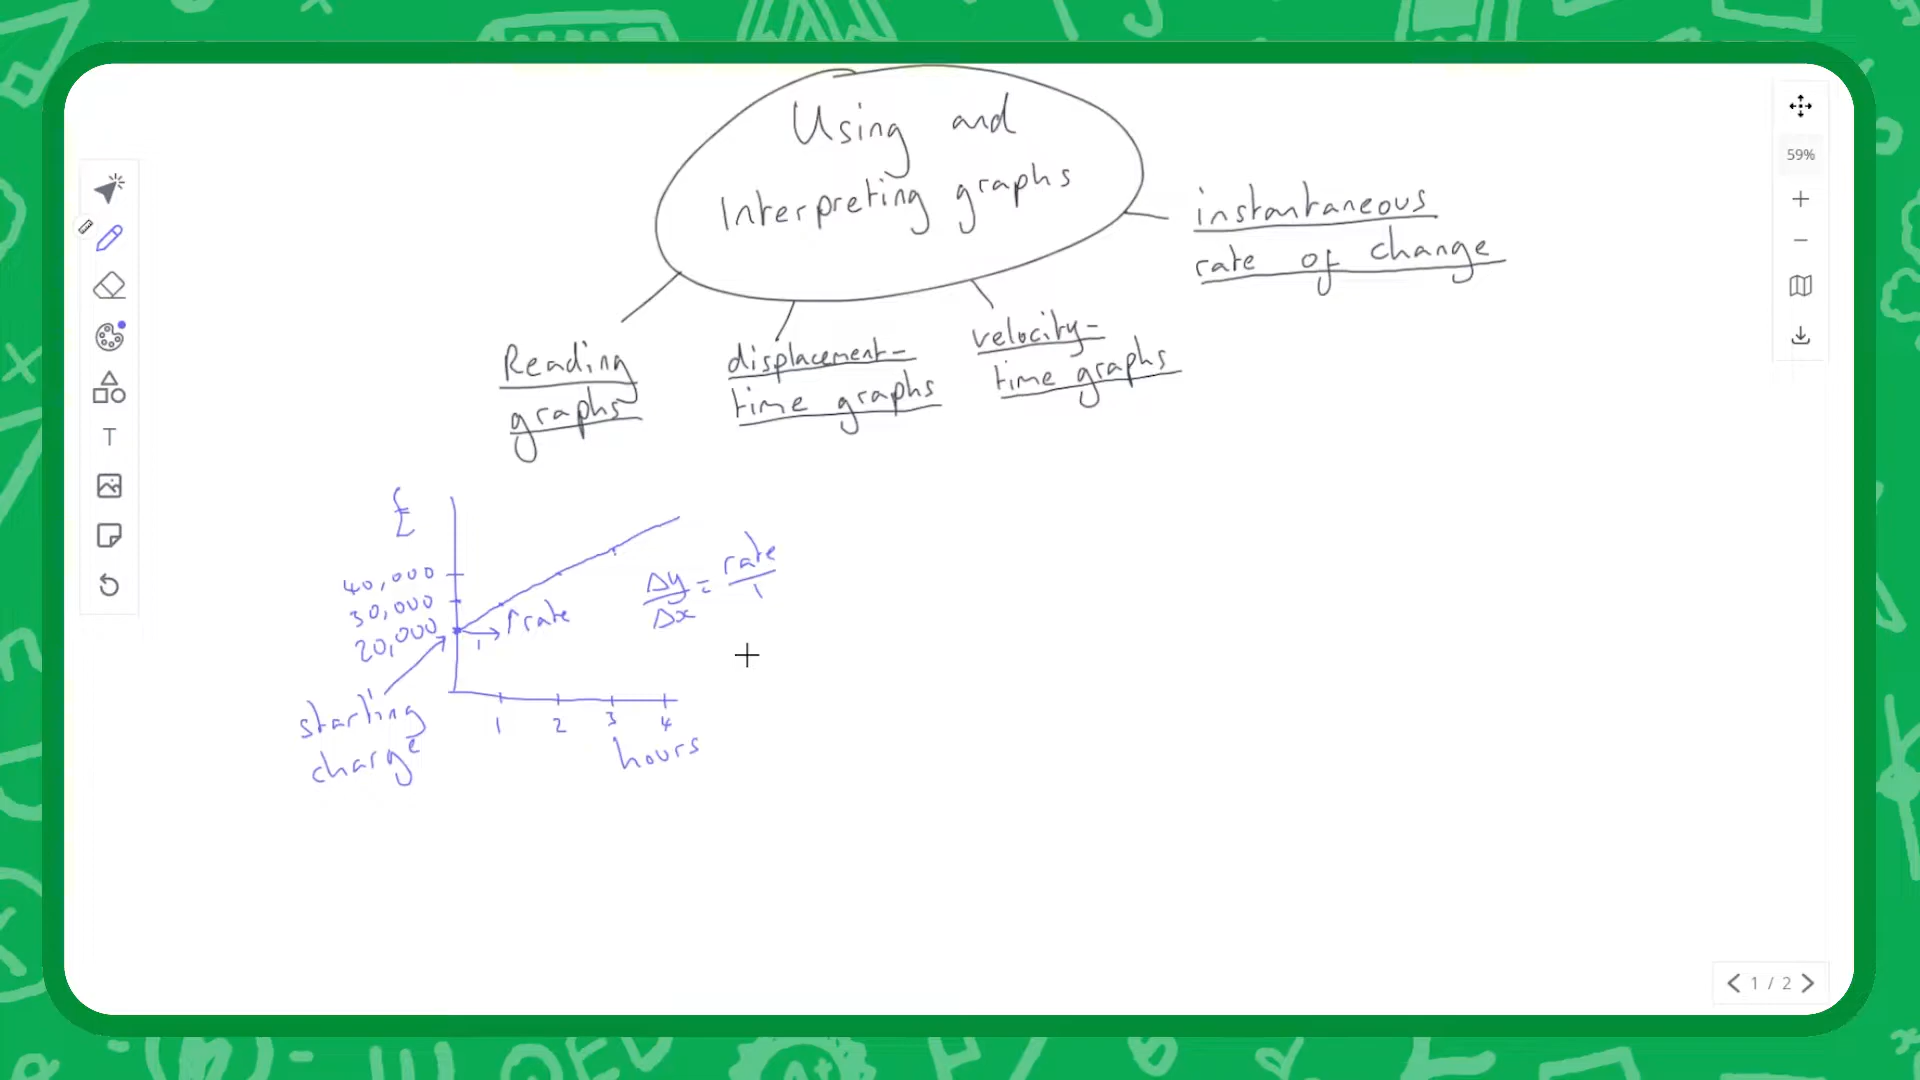 Using and
Interpreting graphs
instantaneous
rate of change
Reading
graphs
displacement-
time graphs
velocity-
time graphs
£
40,000
30,000
20,000
1
rate
Δy/Δx = rate/1
starting
charge
1 2 3 4
hours
59%
T
1 / 2